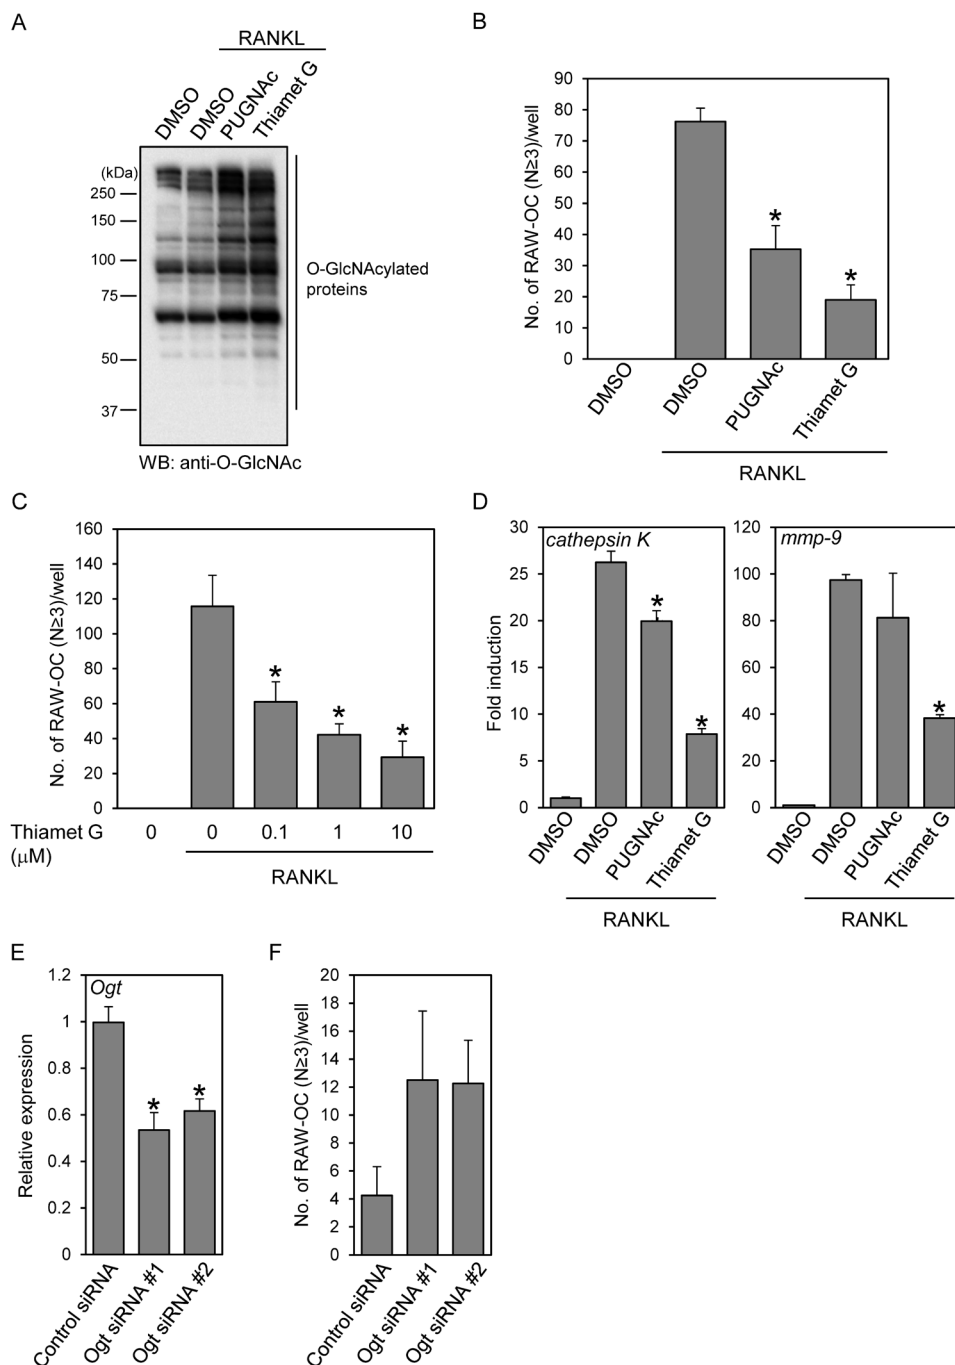 A
RANKL
DMSO
DMSO
PUGNAc
Thiamet G
(kDa)
250
150
100
75
50
37
O-GlcNAcylated
proteins
WB: anti-O-GlcNAc
B
No. of RAW-OC (N≥3)/well
90
80
70
60
50
40
30
20
10
0
*
*
DMSO
DMSO
PUGNAc
Thiamet G
RANKL
C
No. of RAW-OC (N≥3)/well
160
140
120
100
80
60
40
20
0
*
*
*
Thiamet G 0 0 0.1 1 10
(μM)
RANKL
D
Fold induction
cathepsin K
30
25
20
15
10
5
0
*
*
DMSO
DMSO
PUGNAc
Thiamet G
RANKL
mmp-9
120
100
80
60
40
20
0
*
DMSO
DMSO
PUGNAc
Thiamet G
RANKL
E
Relative expression
Ogt
1.2
1
0.8
0.6
0.4
0.2
0
*
*
Control siRNA
Ogt siRNA #1
Ogt siRNA #2
F
No. of RAW-OC (N≥3)/well
20
18
16
14
12
10
8
6
4
2
0
Control siRNA
Ogt siRNA #1
Ogt siRNA #2